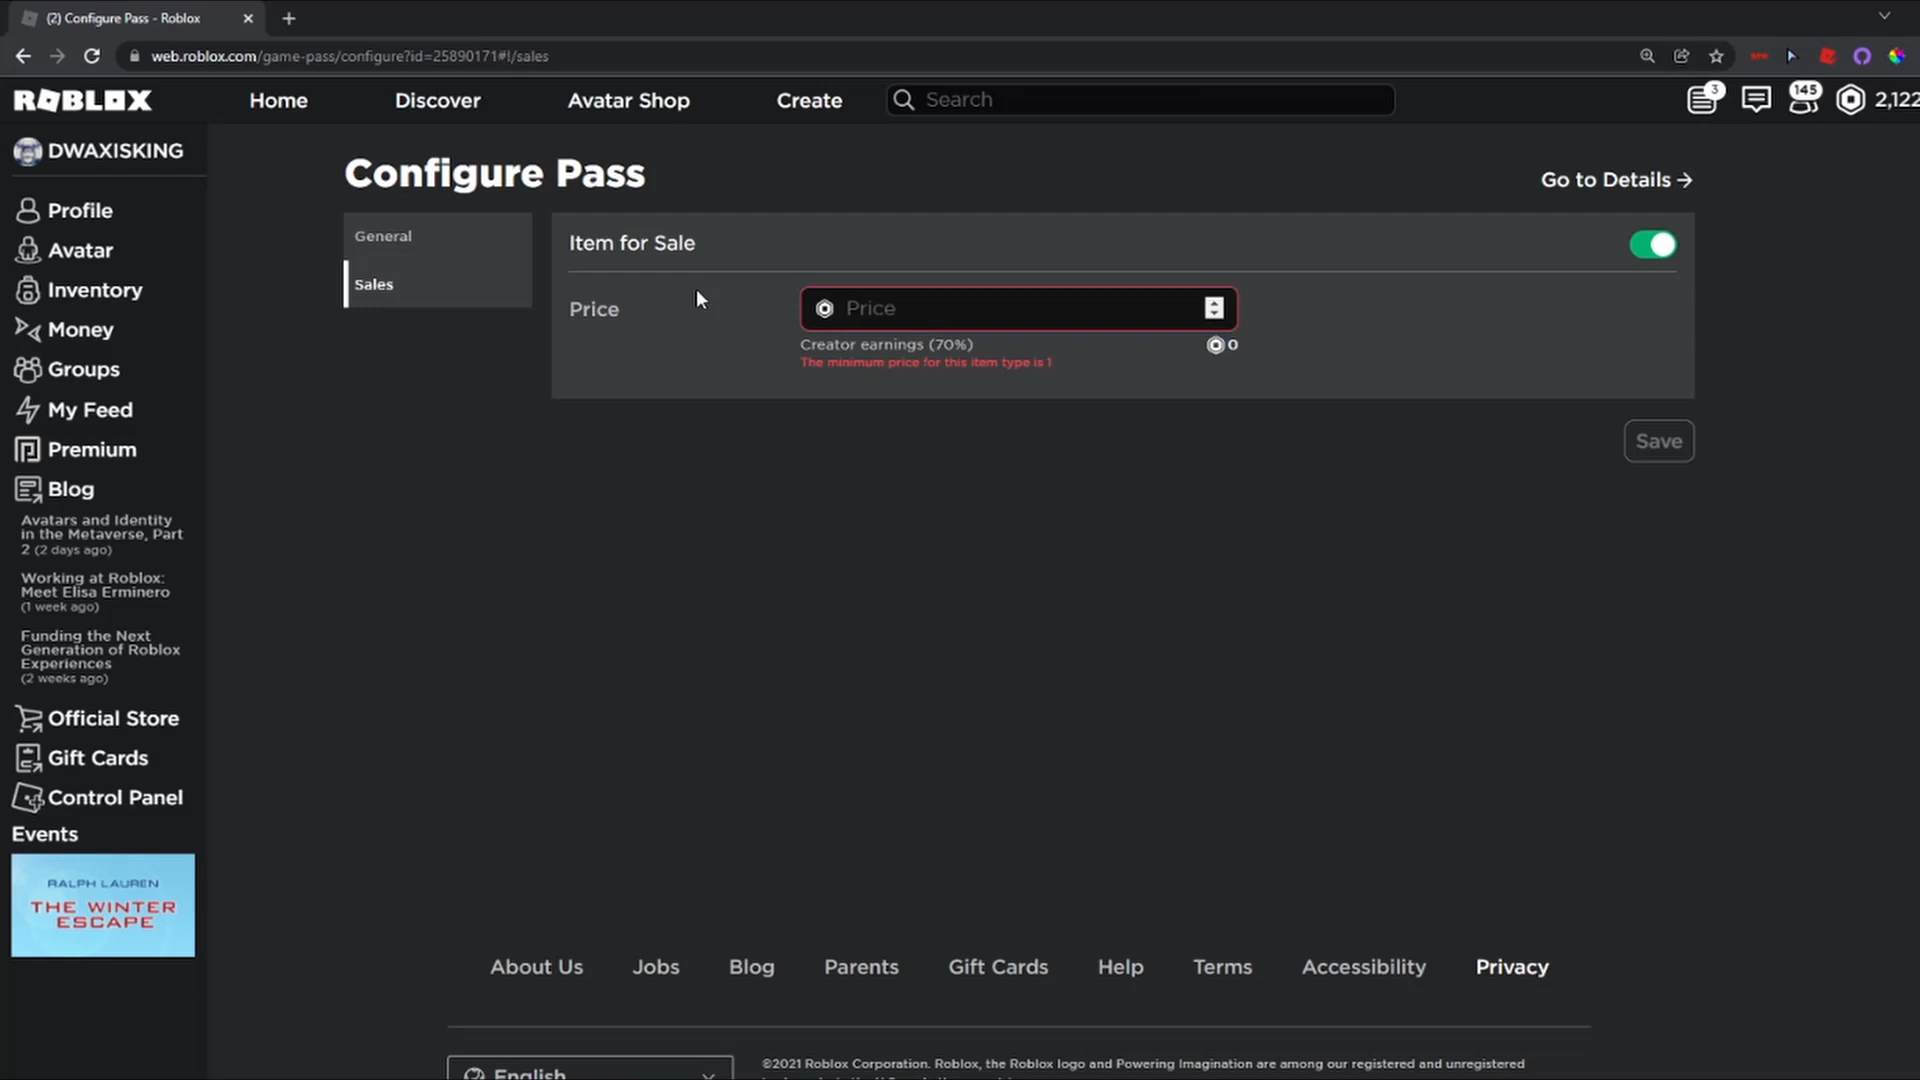 (2) Configure Pass - Roblox
web.roblox.com/game-pass/configure?id=25890171#!/sales
ROBLOX
Home
Discover
Avatar Shop
Create
Search
3
145
2,122
DWAXISKING
Profile
Avatar
Inventory
Money
Groups
My Feed
Premium
Blog
Avatars and Identity
in the Metaverse, Part
2 (2 days ago)
Working at Roblox:
Meet Elisa Erminero
(1 week ago)
Funding the Next
Generation of Roblox
Experiences
(2 weeks ago)
Official Store
Gift Cards
Control Panel
Events
RALPH LAUREN
THE WINTER
ESCAPE
Configure Pass
Go to Details →
General
Sales
Item for Sale
Price
Price
Creator earnings (70%)
0
The minimum price for this item type is 1
Save
About Us
Jobs
Blog
Parents
Gift Cards
Help
Terms
Accessibility
Privacy
English
©2021 Roblox Corporation. Roblox, the Roblox logo and Powering Imagination are among our registered and unregistered